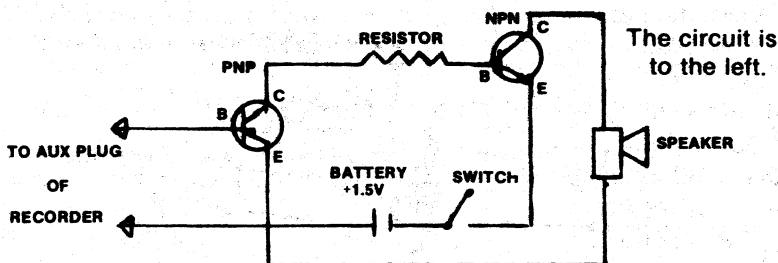 NPN
C
The circuit is
to the left.
RESISTOR
PNP
B
E
C
B
E
SPEAKER
TO AUX PLUG
OF
RECORDER
BATTERY
+1.5V
SWITCH